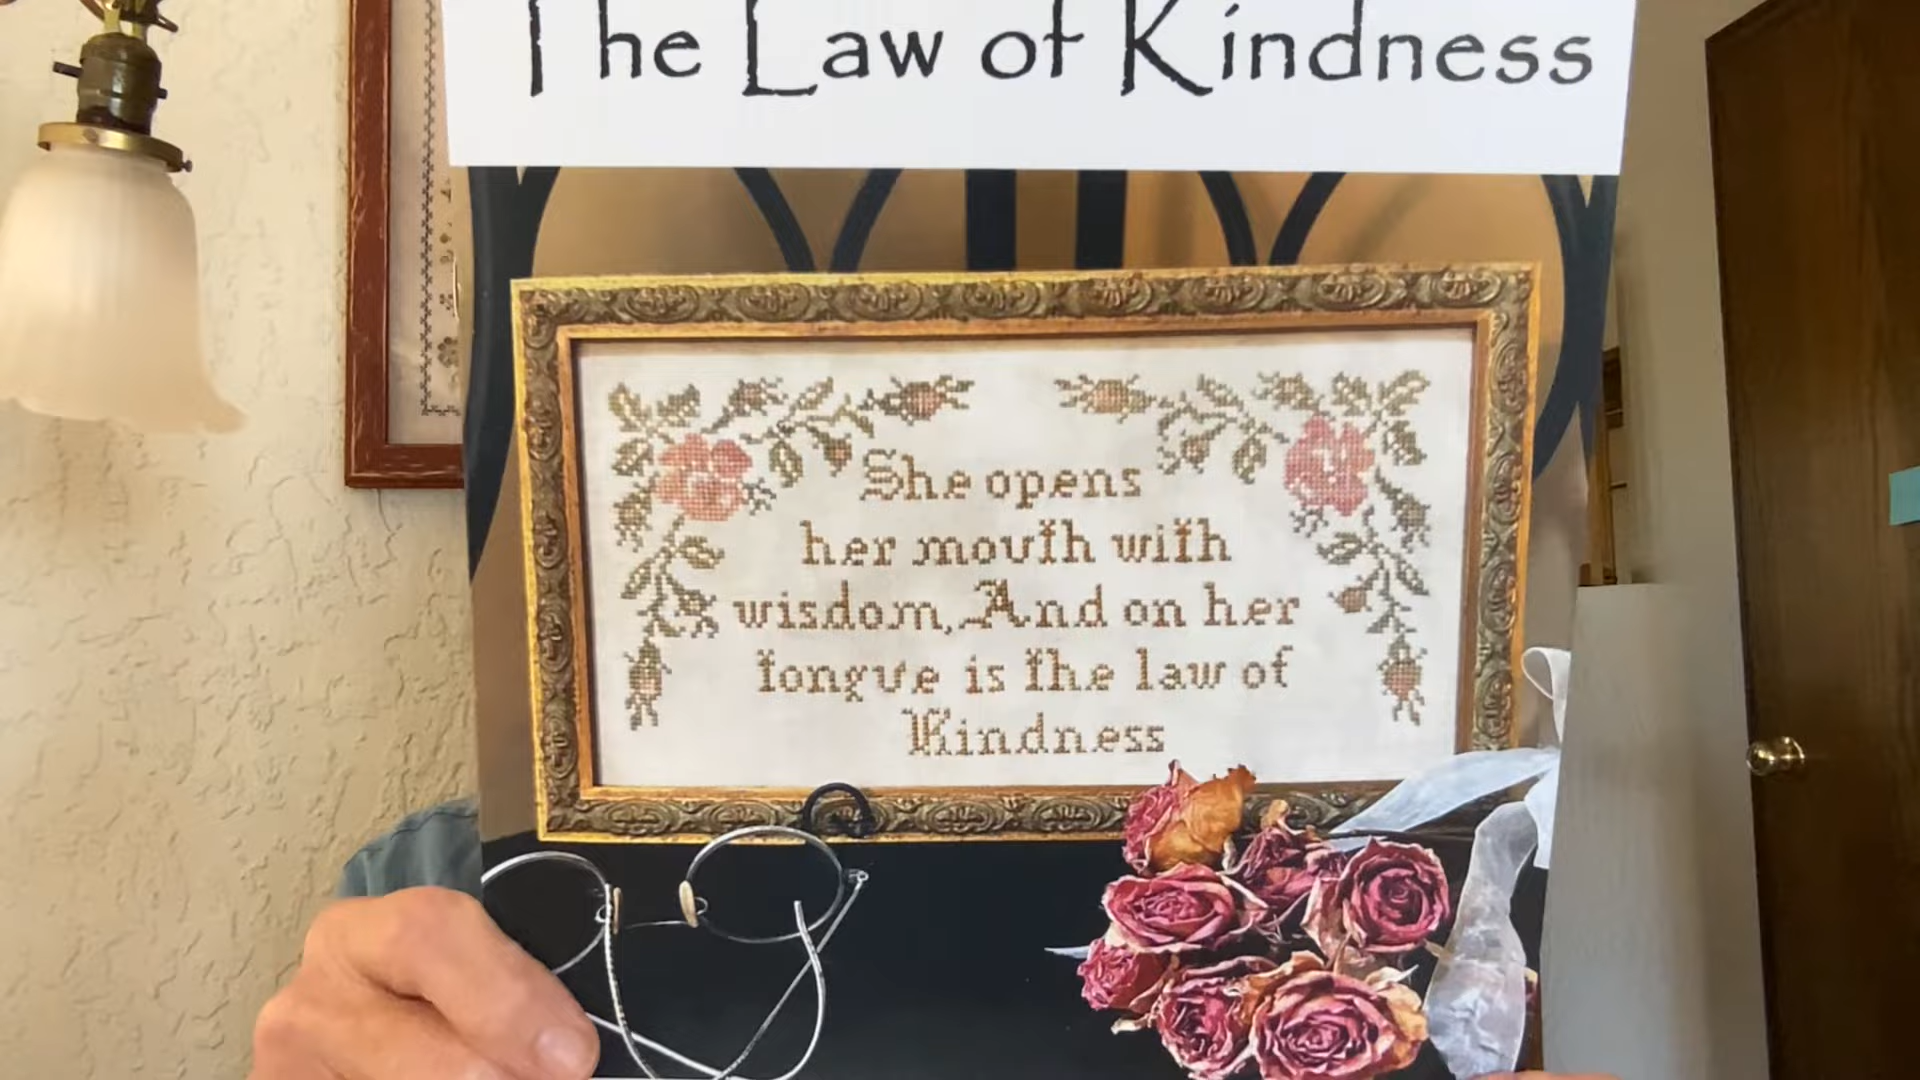 The Law of Kindness
She opens
her mouth with
wisdom, And on her
tongue is the law of
Kindness